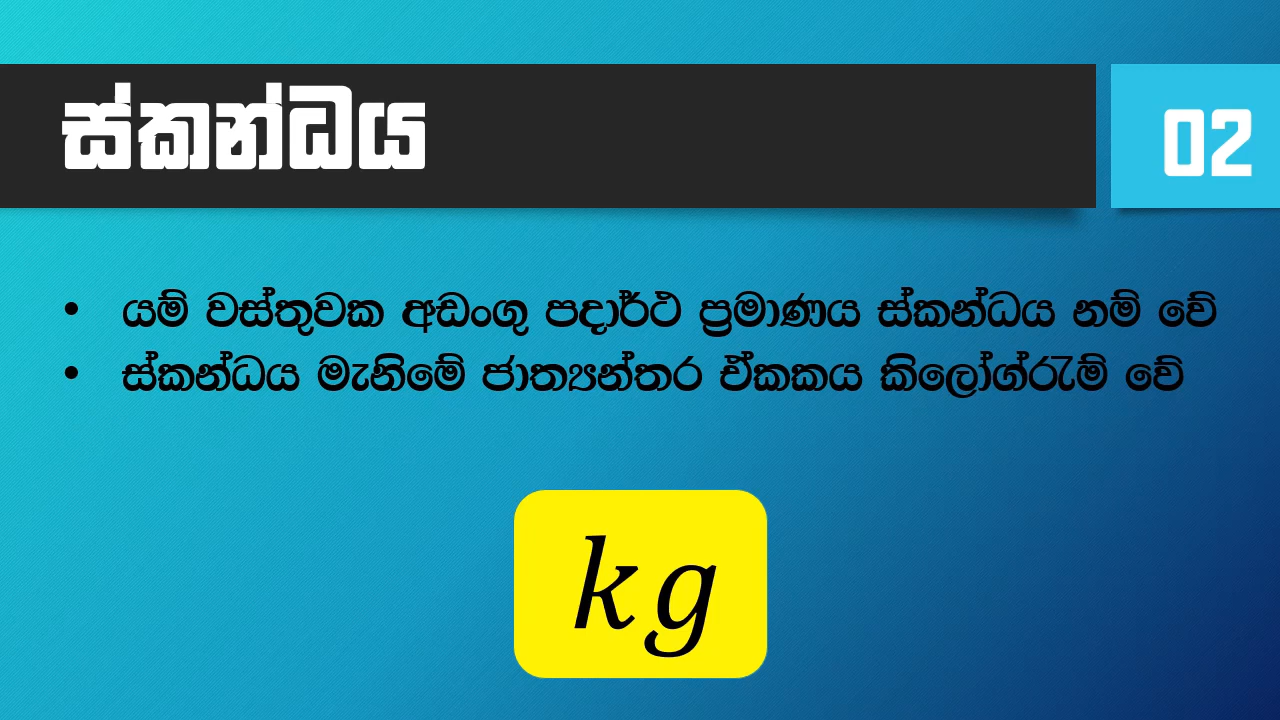 ස්කන්ධය
02
• යම් වස්තුවක අඩංගු පදාර්ථ ප්‍රමාණය ස්කන්ධය නම් වේ
• ස්කන්ධය මැනිමේ ජාත්‍යන්තර ඒකකය කිලෝග්රැම් වේ
kg